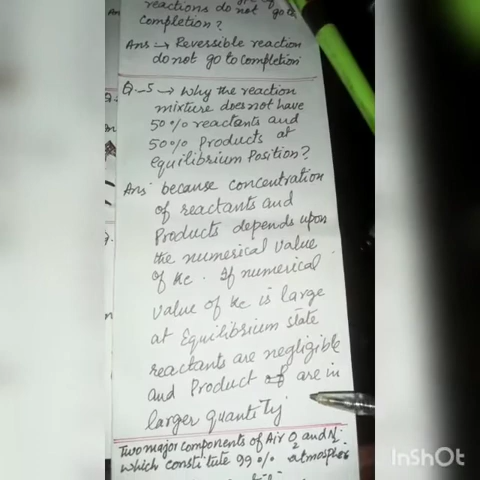 reactions do not go to
completion?
Ans → Reversible reaction
do not go to completion
Q-5 → Why the reaction
mixture does not have
50% reactants and
50% Products at
equilibrium Position?
Ans' because concentration
of reactants and
Products depends upon
the numerical value
of Kc. If numerical
value of Kc is large
at Equilibrium state
reactants are negligible
and Product are in
larger quantity
Two major components of Air O2 and N2
which constitute 99% atmospher
InShOt